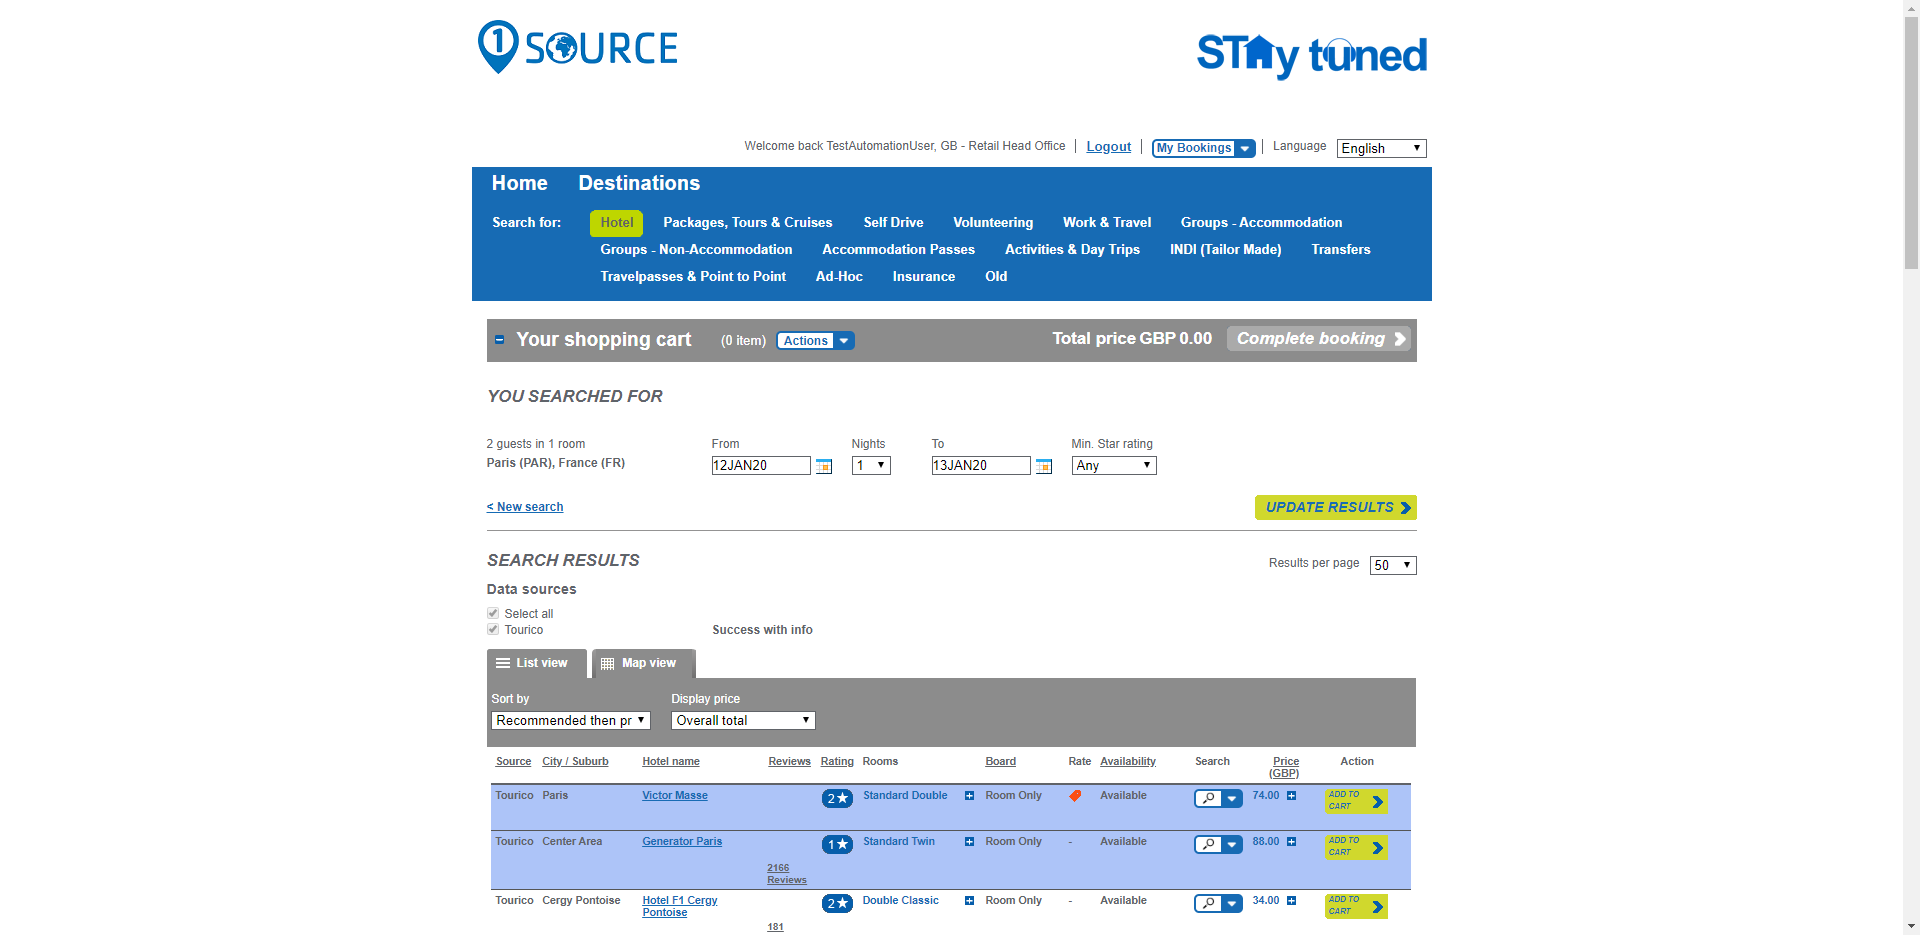 1 SOURCE
STAy tuned
Welcome back TestAutomationUser, GB - Retail Head Office
Logout
My Bookings
Language
English
Home
Destinations
Search for:
Hotel
Packages, Tours & Cruises
Self Drive
Volunteering
Work & Travel
Groups - Accommodation
Groups - Non-Accommodation
Accommodation Passes
Activities & Day Trips
INDI (Tailor Made)
Transfers
Travelpasses & Point to Point
Ad-Hoc
Insurance
Old
Your shopping cart
(0 item)
Actions
Total price GBP 0.00
Complete booking
YOU SEARCHED FOR
2 guests in 1 room
Paris (PAR), France (FR)
From
12JAN20
Nights
1
To
13JAN20
Min. Star rating
Any
< New search
UPDATE RESULTS
SEARCH RESULTS
Results per page
50
Data sources
Select all
Tourico
Success with info
List view
Map view
Sort by
Recommended then pr
Display price
Overall total
Source City / Suburb Hotel name Reviews Rating Rooms Board Rate Availability Search Price (GBP) Action
Tourico Paris Victor Masse 2 Standard Double Room Only Available 74.00 ADD TO CART
Tourico Center Area Generator Paris 1 Standard Twin Room Only - Available 88.00 ADD TO CART
2166
Reviews
Tourico Cergy Pontoise Hotel F1 Cergy Pontoise 2 Double Classic Room Only - Available 34.00 ADD TO CART
181